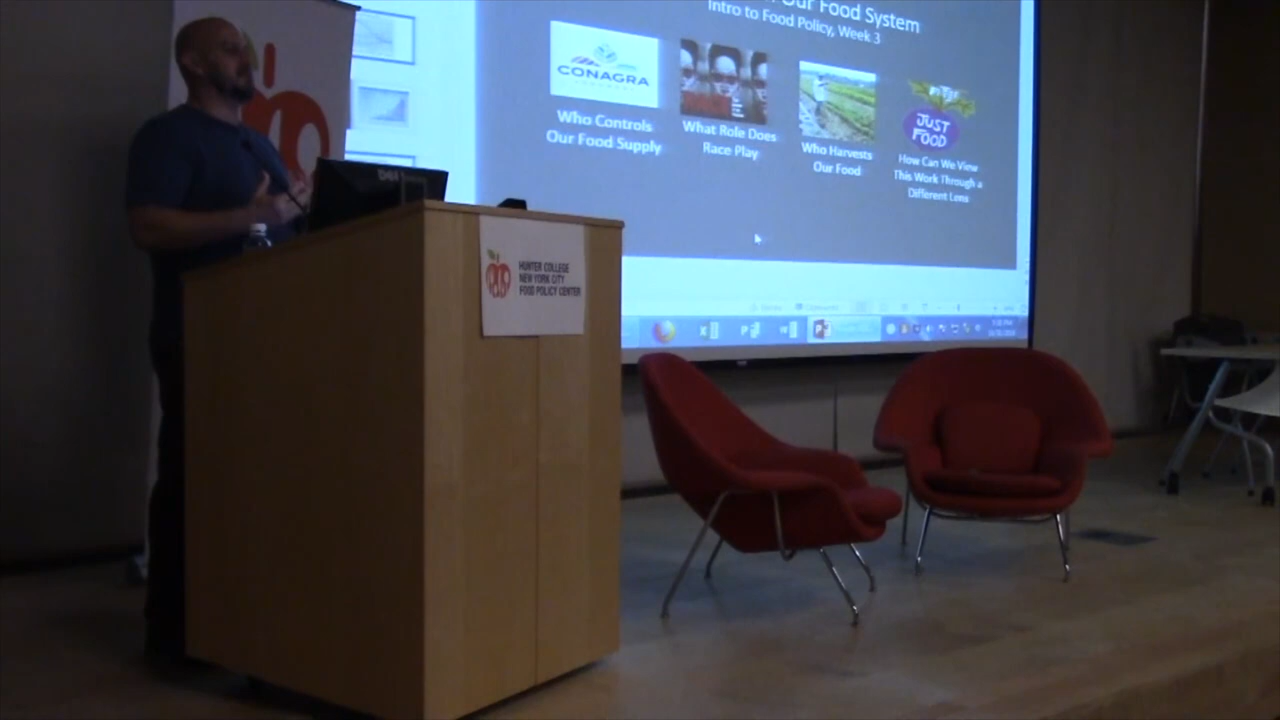 Our Food System
Intro to Food Policy, Week 3
CONAGRA
Who Controls
Our Food Supply
What Role Does
Race Play
Who Harvests
Our Food
JUST
FOOD
How Can We View
This Work Through a
Different Lens
DELL
HUNTER COLLEGE
NEW YORK CITY
FOOD POLICY CENTER